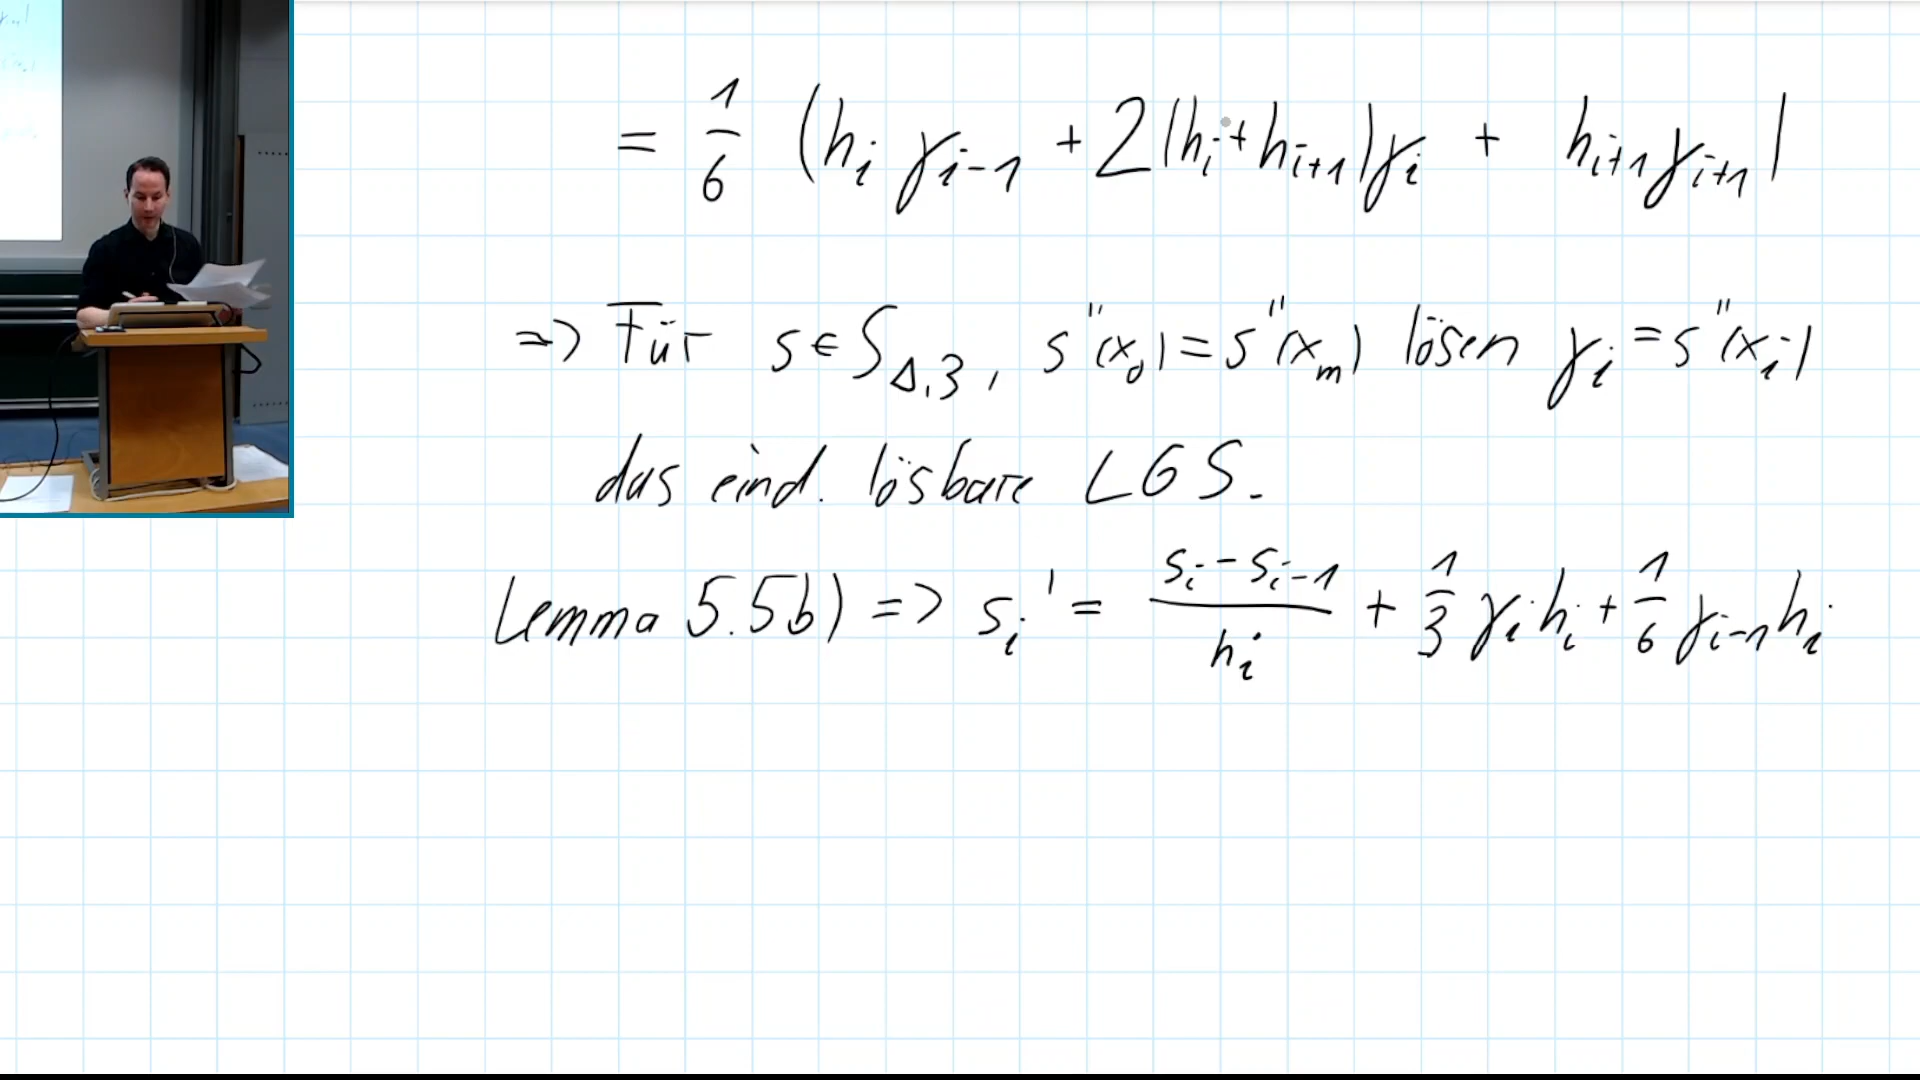 = 1/6 (h_i γ_{i-1} + 2(h_i + h_{i+1})γ_i + h_{i+1}γ_{i+1})
=> Für s ∈ S_{Δ,3}, s''(x_0) = s''(x_m) lösen γ_i = s''(x_i)
das eind. lösbare LGS.
Lemma 5.5b) => s_i' = (s_i - s_{i-1})/h_i + 1/3 γ_i h_i + 1/6 γ_{i-1} h_i